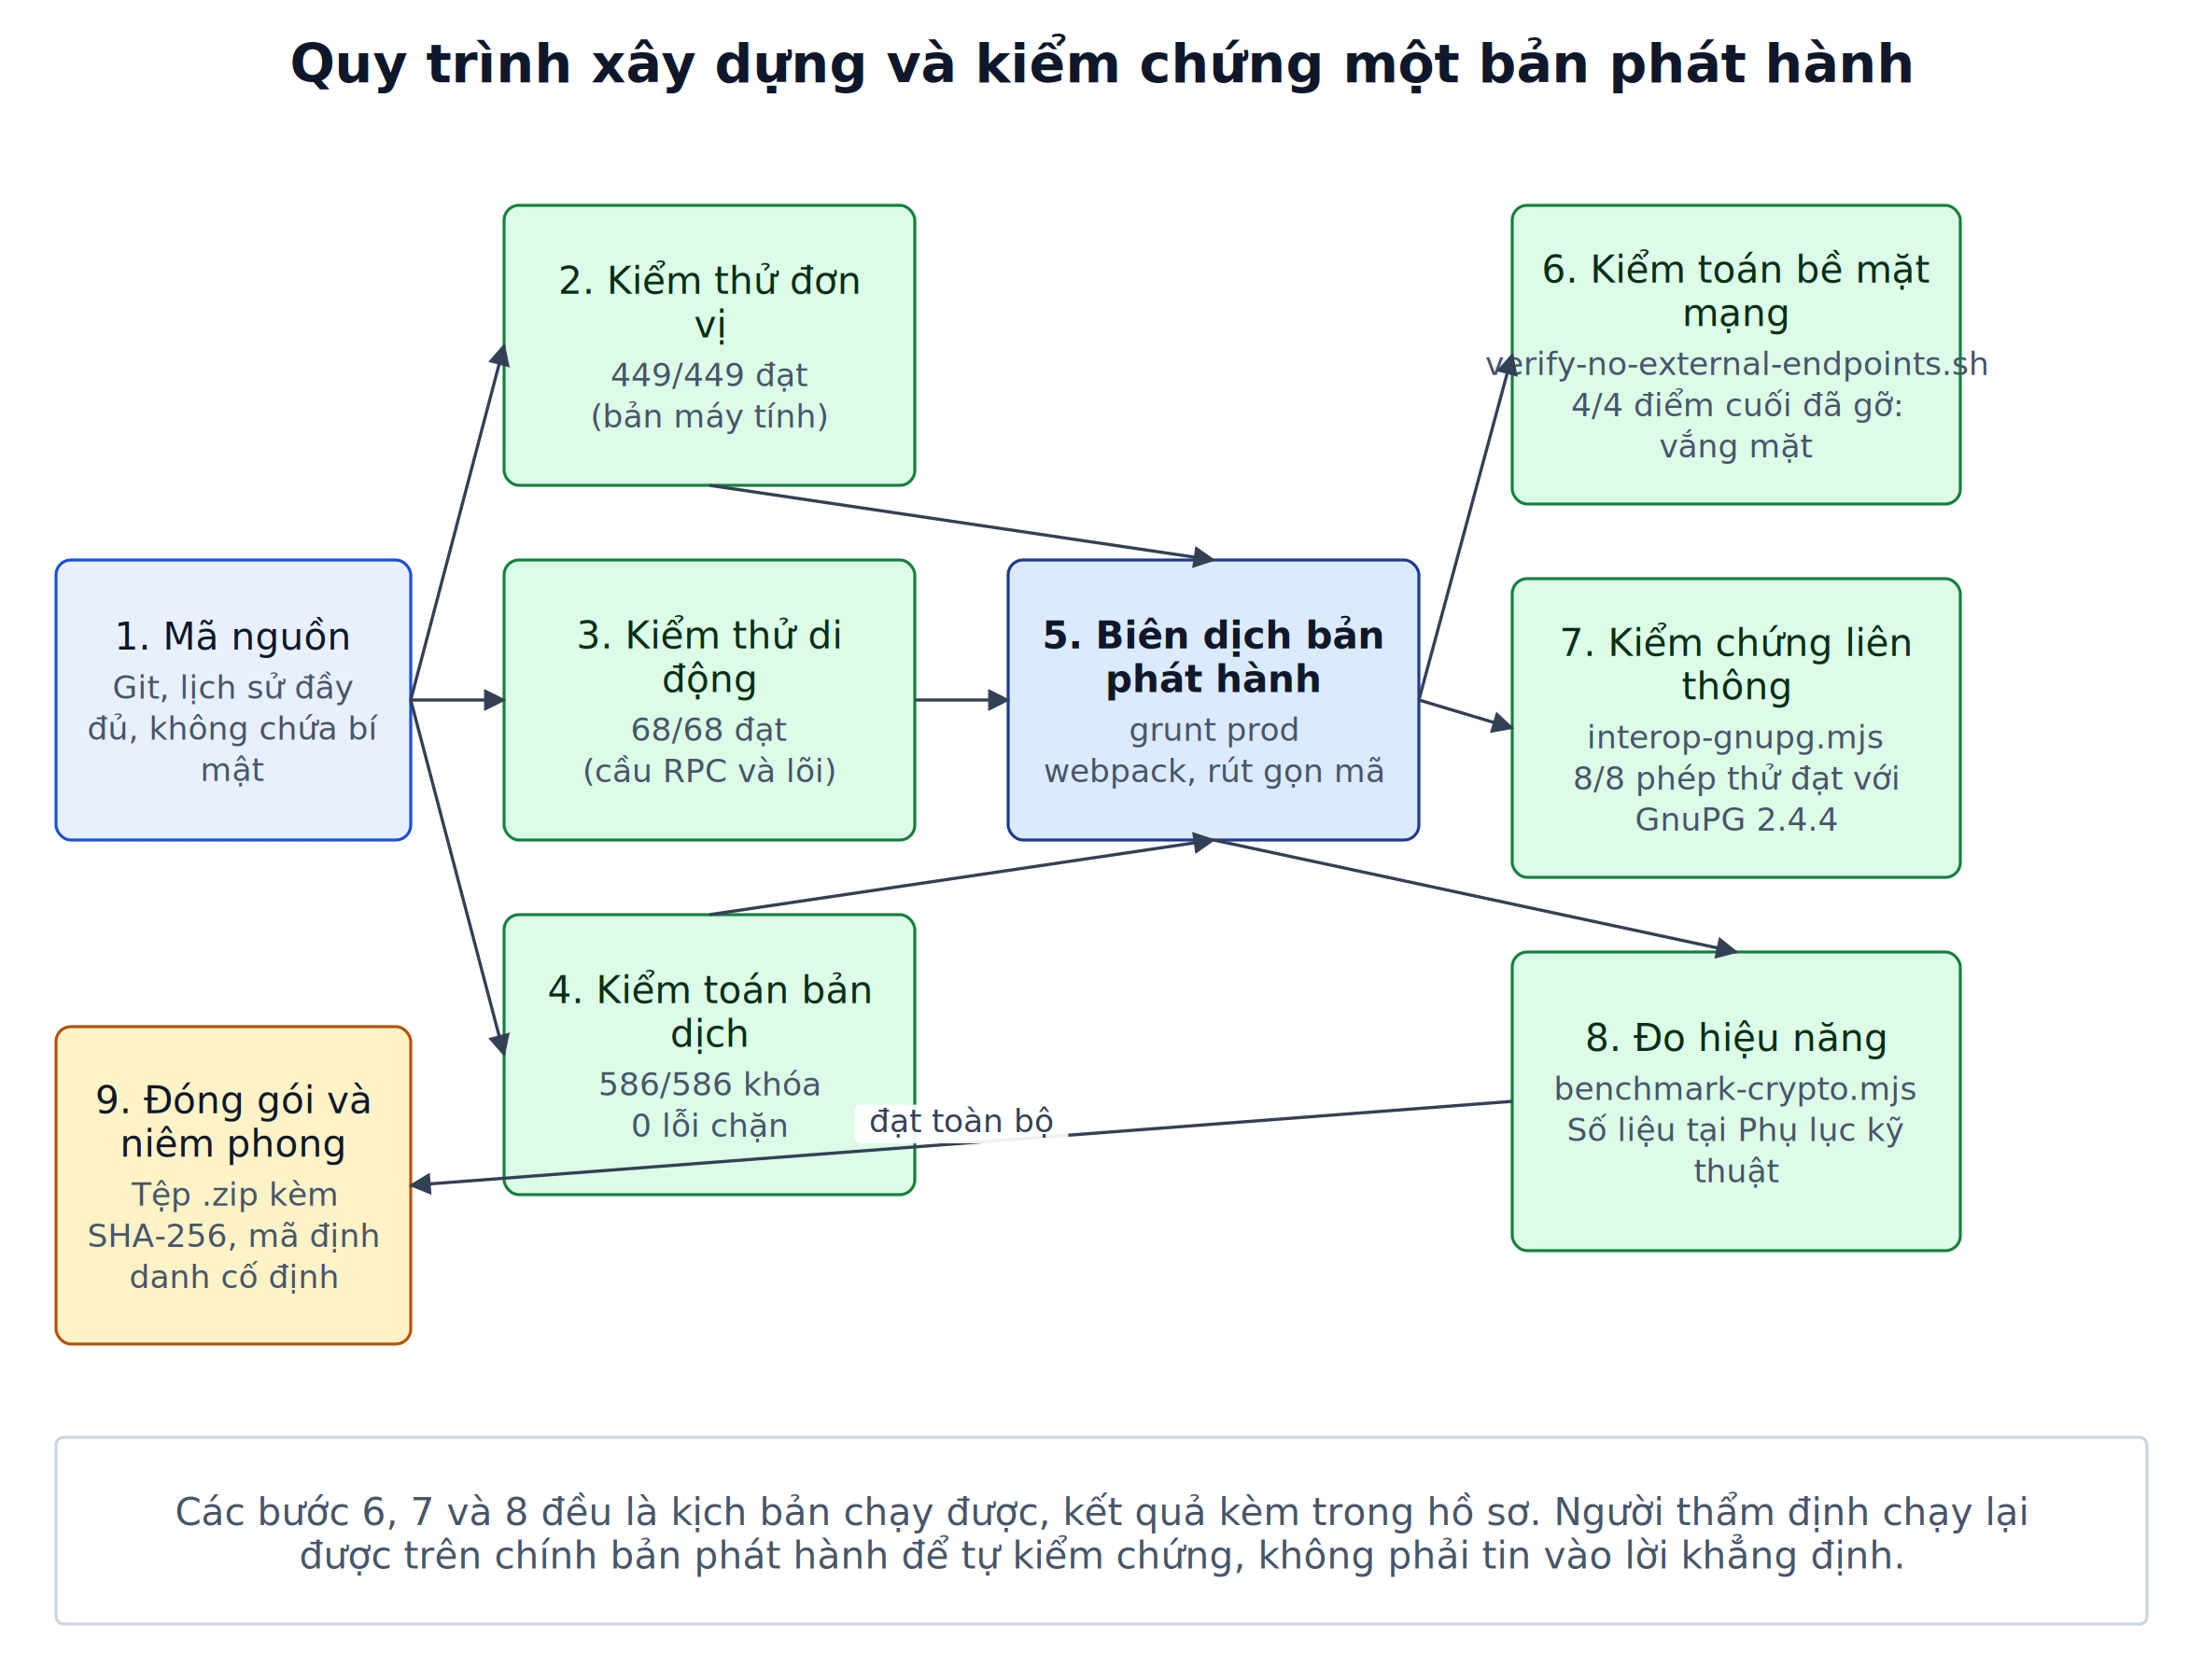 Quy trình xây dựng và kiểm chứng một bản phát hành
1. Mã nguồn
Git, lịch sử đầy
đủ, không chứa bí
mật
2. Kiểm thử đơn
vị
449/449 đạt
(bản máy tính)
3. Kiểm thử di
động
68/68 đạt
(cầu RPC và lõi)
4. Kiểm toán bản
dịch
586/586 khóa
0 lỗi chặn
5. Biên dịch bản
phát hành
grunt prod
webpack, rút gọn mã
6. Kiểm toán bề mặt
mạng
verify-no-external-endpoints.sh
4/4 điểm cuối đã gỡ:
vắng mặt
7. Kiểm chứng liên
thông
interop-gnupg.mjs
8/8 phép thử đạt với
GnuPG 2.4.4
8. Đo hiệu năng
benchmark-crypto.mjs
Số liệu tại Phụ lục kỹ
thuật
đạt toàn bộ
9. Đóng gói và
niêm phong
Tệp .zip kèm
SHA-256, mã định
danh cố định
Các bước 6, 7 và 8 đều là kịch bản chạy được, kết quả kèm trong hồ sơ. Người thẩm định chạy lại
được trên chính bản phát hành để tự kiểm chứng, không phải tin vào lời khẳng định.